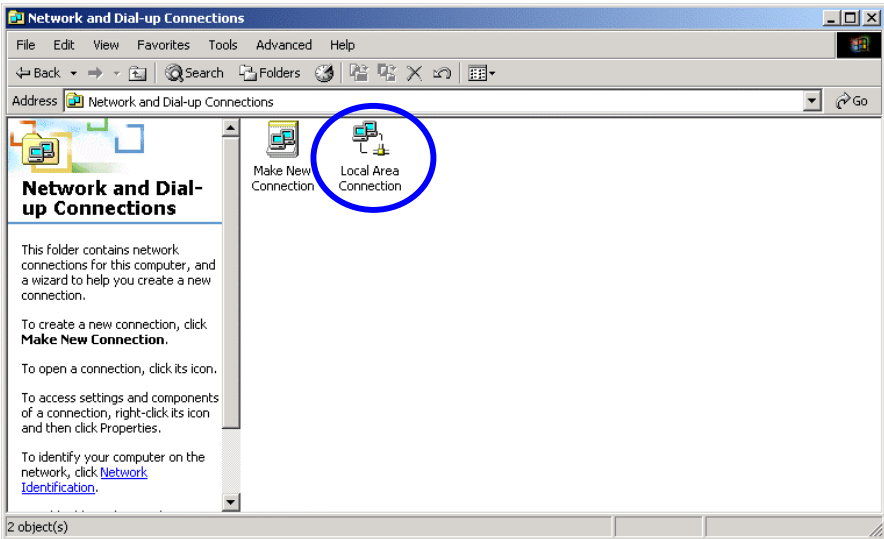 Network and Dial-up Connections
File Edit View Favorites Tools Advanced Help
Back Search Folders
Address Network and Dial-up Connections Go
Make New
Connection
Local Area
Connection
Network and Dial-
up Connections
This folder contains network
connections for this computer, and
a wizard to help you create a new
connection.
To create a new connection, click
Make New Connection.
To open a connection, click its icon.
To access settings and components
of a connection, right-click its icon
and then click Properties.
To identify your computer on the
network, click Network
Identification.
2 object(s)